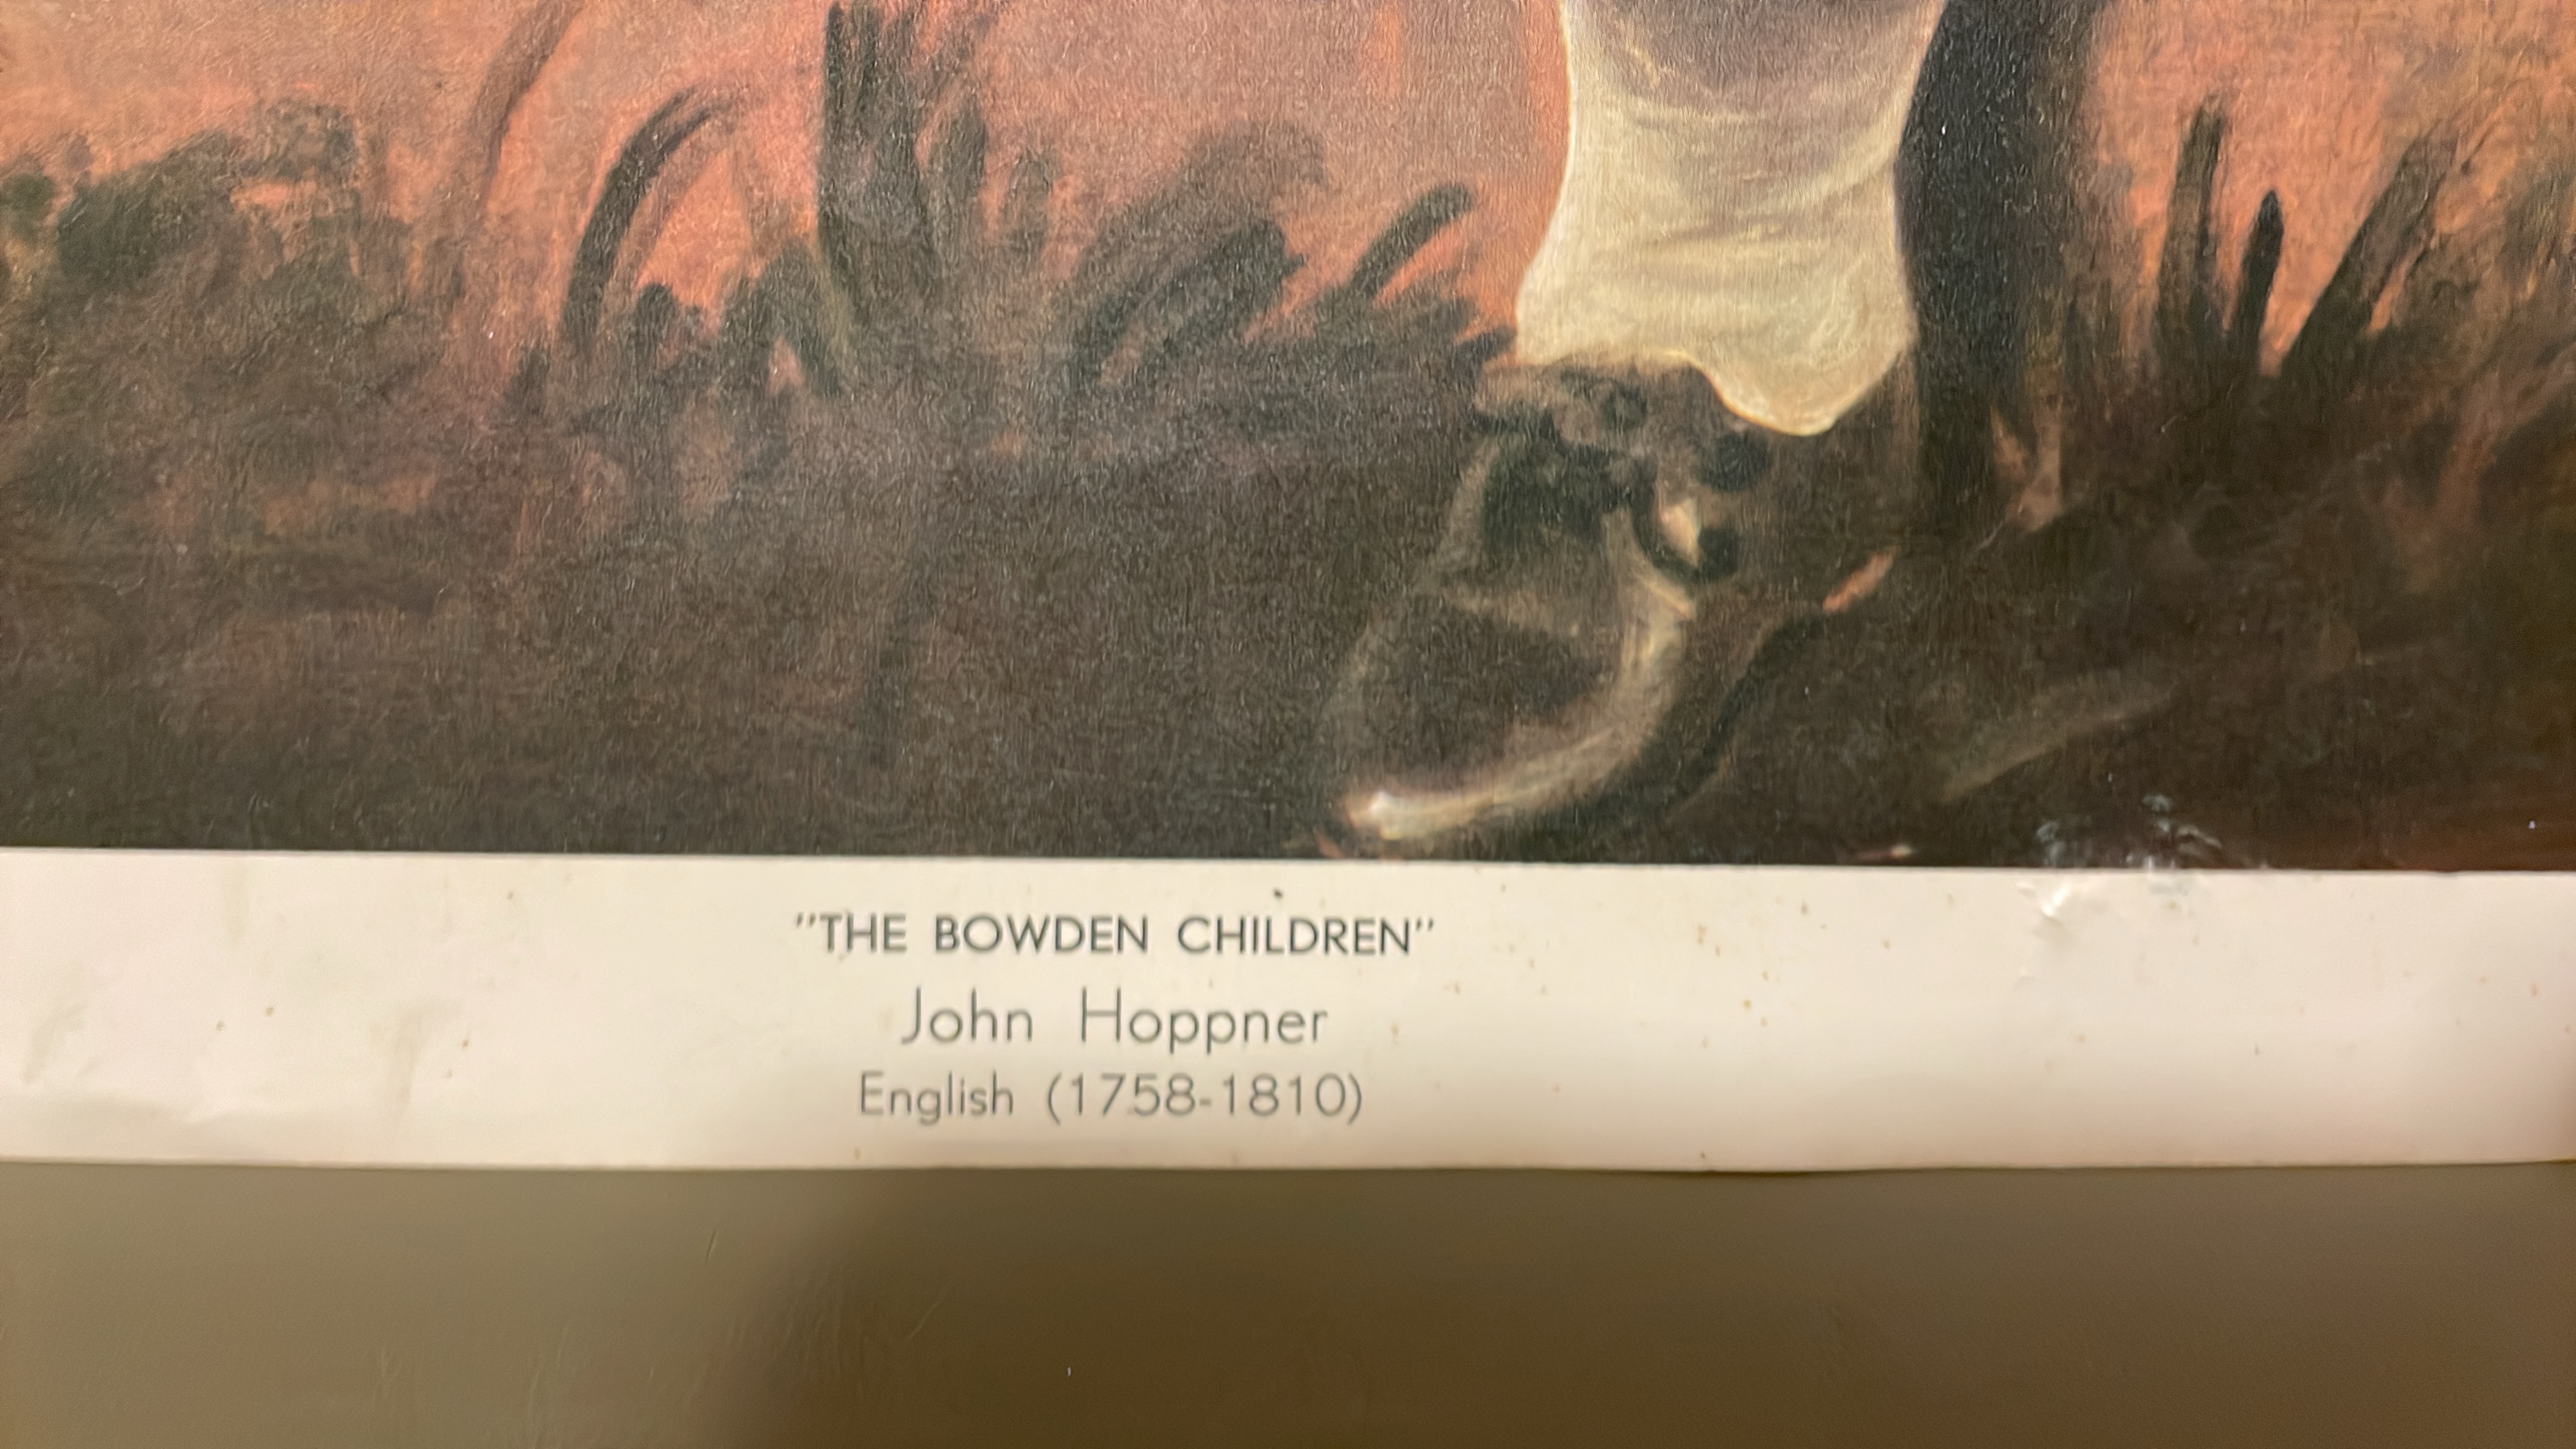 "THE BOWDEN CHILDREN"
John Hoppner
English (1758-1810)